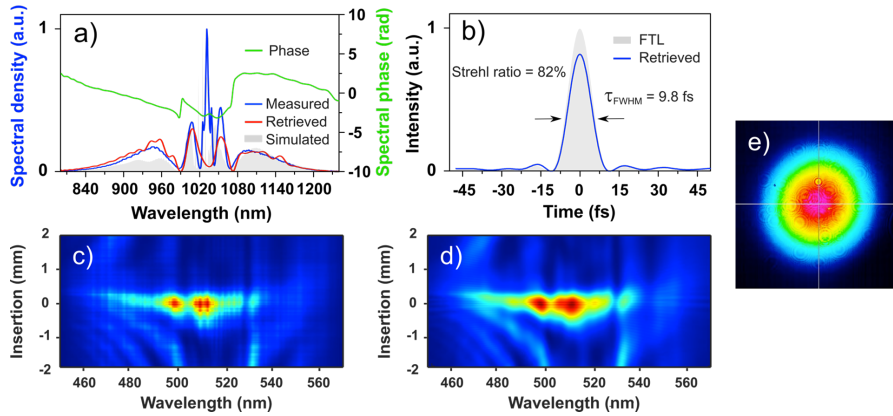 a)
Spectral density (a.u.)
1
0
10
5
0
-5
-10
Spectral phase (rad)
Phase
Measured
Retrieved
Simulated
840 900 960 1020 1080 1140 1200
Wavelength (nm)
b)
Intensity (a.u.)
1
0
FTL
Retrieved
Strehl ratio = 82%
τFWHM = 9.8 fs
-45 -30 -15 0 15 30 45
Time (fs)
c)
Insertion (mm)
2
1
0
-1
-2
460 480 500 520 540 560
Wavelength (nm)
d)
Insertion (mm)
2
1
0
-1
-2
460 480 500 520 540 560
Wavelength (nm)
e)